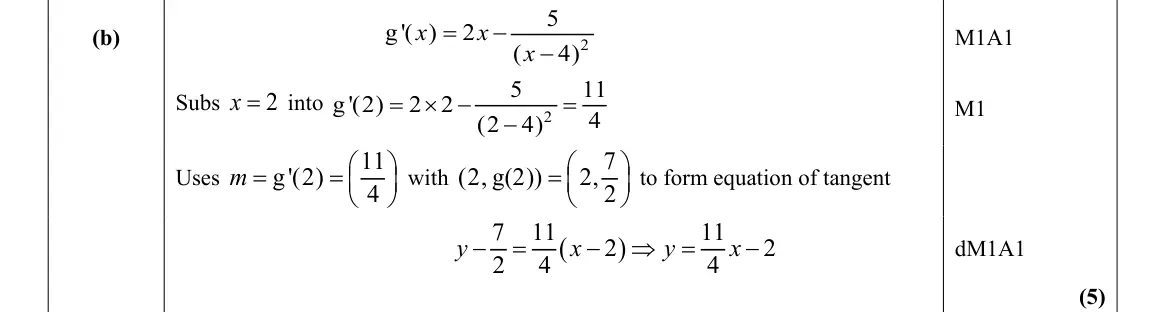 (b) g'(x) = 2x − 5/(x − 4)² M1A1
Subs x = 2 into g'(2) = 2×2 − 5/(2 − 4)² = 11/4 M1
Uses m = g'(2) = (11/4) with (2, g(2)) = (2, 7/2) to form equation of tangent
y − 7/2 = 11/4 (x − 2) ⇒ y = 11/4 x − 2 dM1A1
(5)